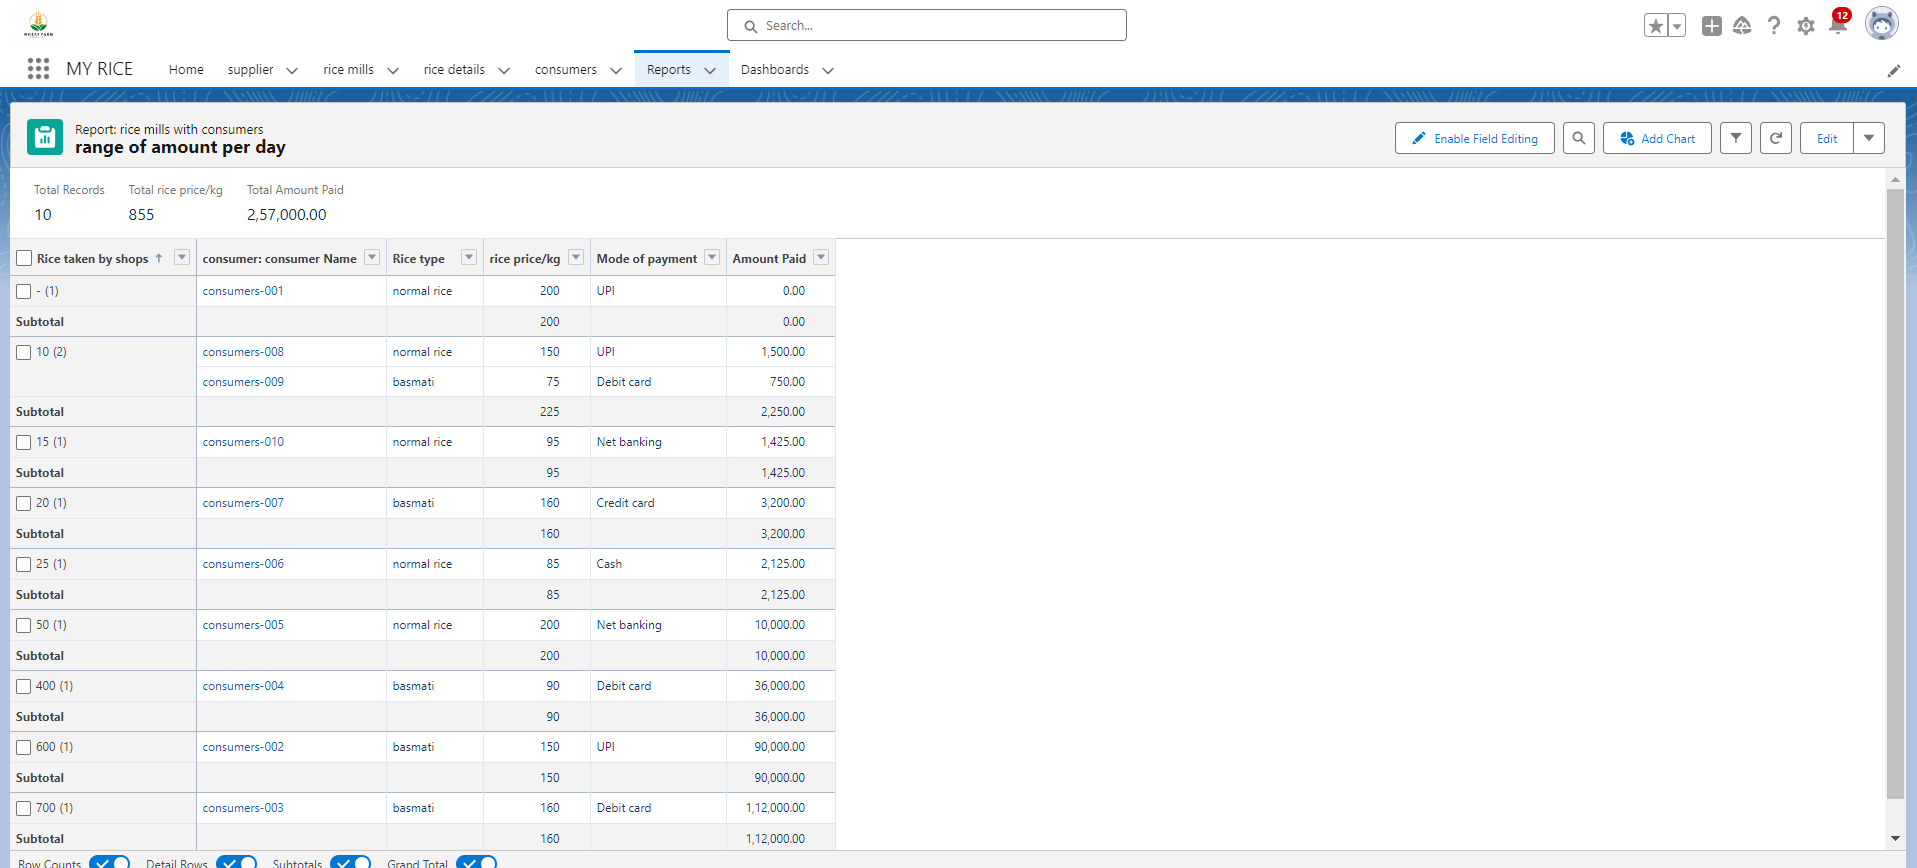 WHEAT FARM
Search...
12
MY RICE
Home
supplier
rice mills
rice details
consumers
Reports
Dashboards
Report: rice mills with consumers
range of amount per day
Enable Field Editing
Add Chart
Edit
Total Records Total rice price/kg Total Amount Paid
10 855 2,57,000.00
Rice taken by shops ↑ consumer: consumer Name Rice type rice price/kg Mode of payment Amount Paid
- (1) consumers-001 normal rice 200 UPI 0.00
Subtotal 200 0.00
10 (2) consumers-008 normal rice 150 UPI 1,500.00
consumers-009 basmati 75 Debit card 750.00
Subtotal 225 2,250.00
15 (1) consumers-010 normal rice 95 Net banking 1,425.00
Subtotal 95 1,425.00
20 (1) consumers-007 basmati 160 Credit card 3,200.00
Subtotal 160 3,200.00
25 (1) consumers-006 normal rice 85 Cash 2,125.00
Subtotal 85 2,125.00
50 (1) consumers-005 normal rice 200 Net banking 10,000.00
Subtotal 200 10,000.00
400 (1) consumers-004 basmati 90 Debit card 36,000.00
Subtotal 90 36,000.00
600 (1) consumers-002 basmati 150 UPI 90,000.00
Subtotal 150 90,000.00
700 (1) consumers-003 basmati 160 Debit card 1,12,000.00
Subtotal 160 1,12,000.00
Row Counts Detail Rows Subtotals Grand Total